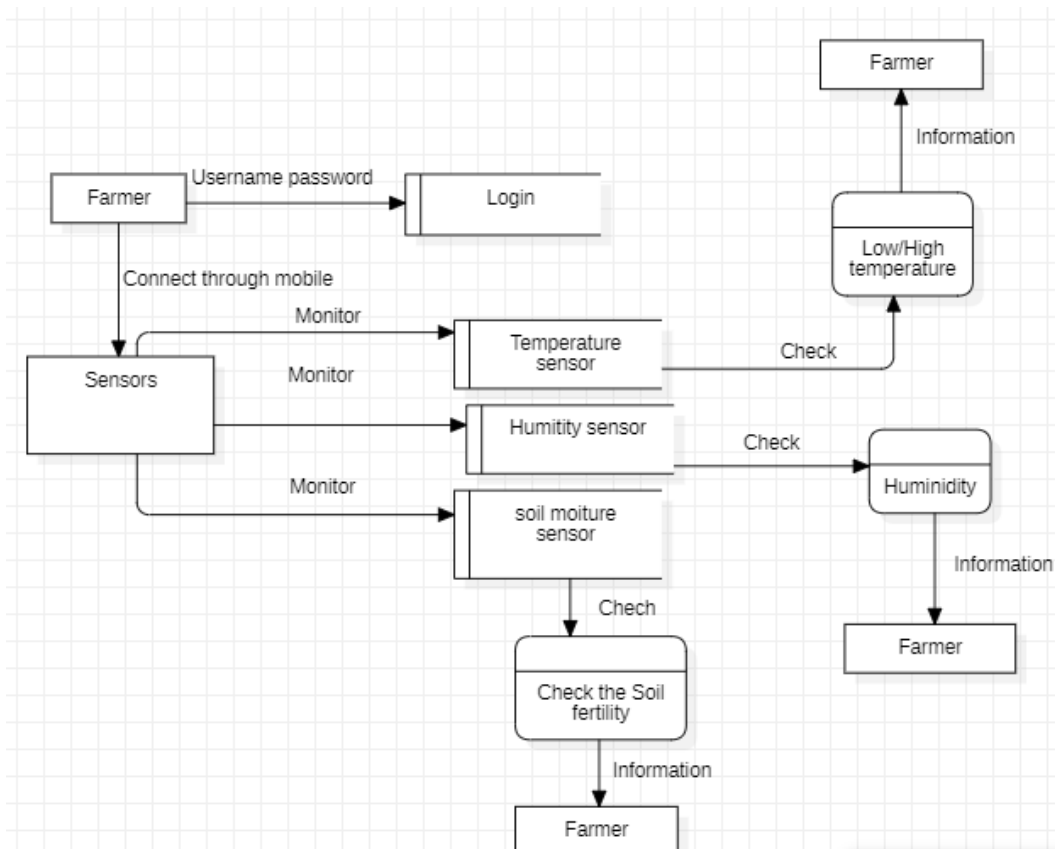 Farmer
Information
Username password
Farmer
Login
Low/High
temperature
Connect through mobile
Monitor
Temperature
sensor
Check
Sensors
Monitor
Humitity sensor
Check
Huminidity
Monitor
soil moiture
sensor
Information
Chech
Farmer
Check the Soil
fertility
Information
Farmer